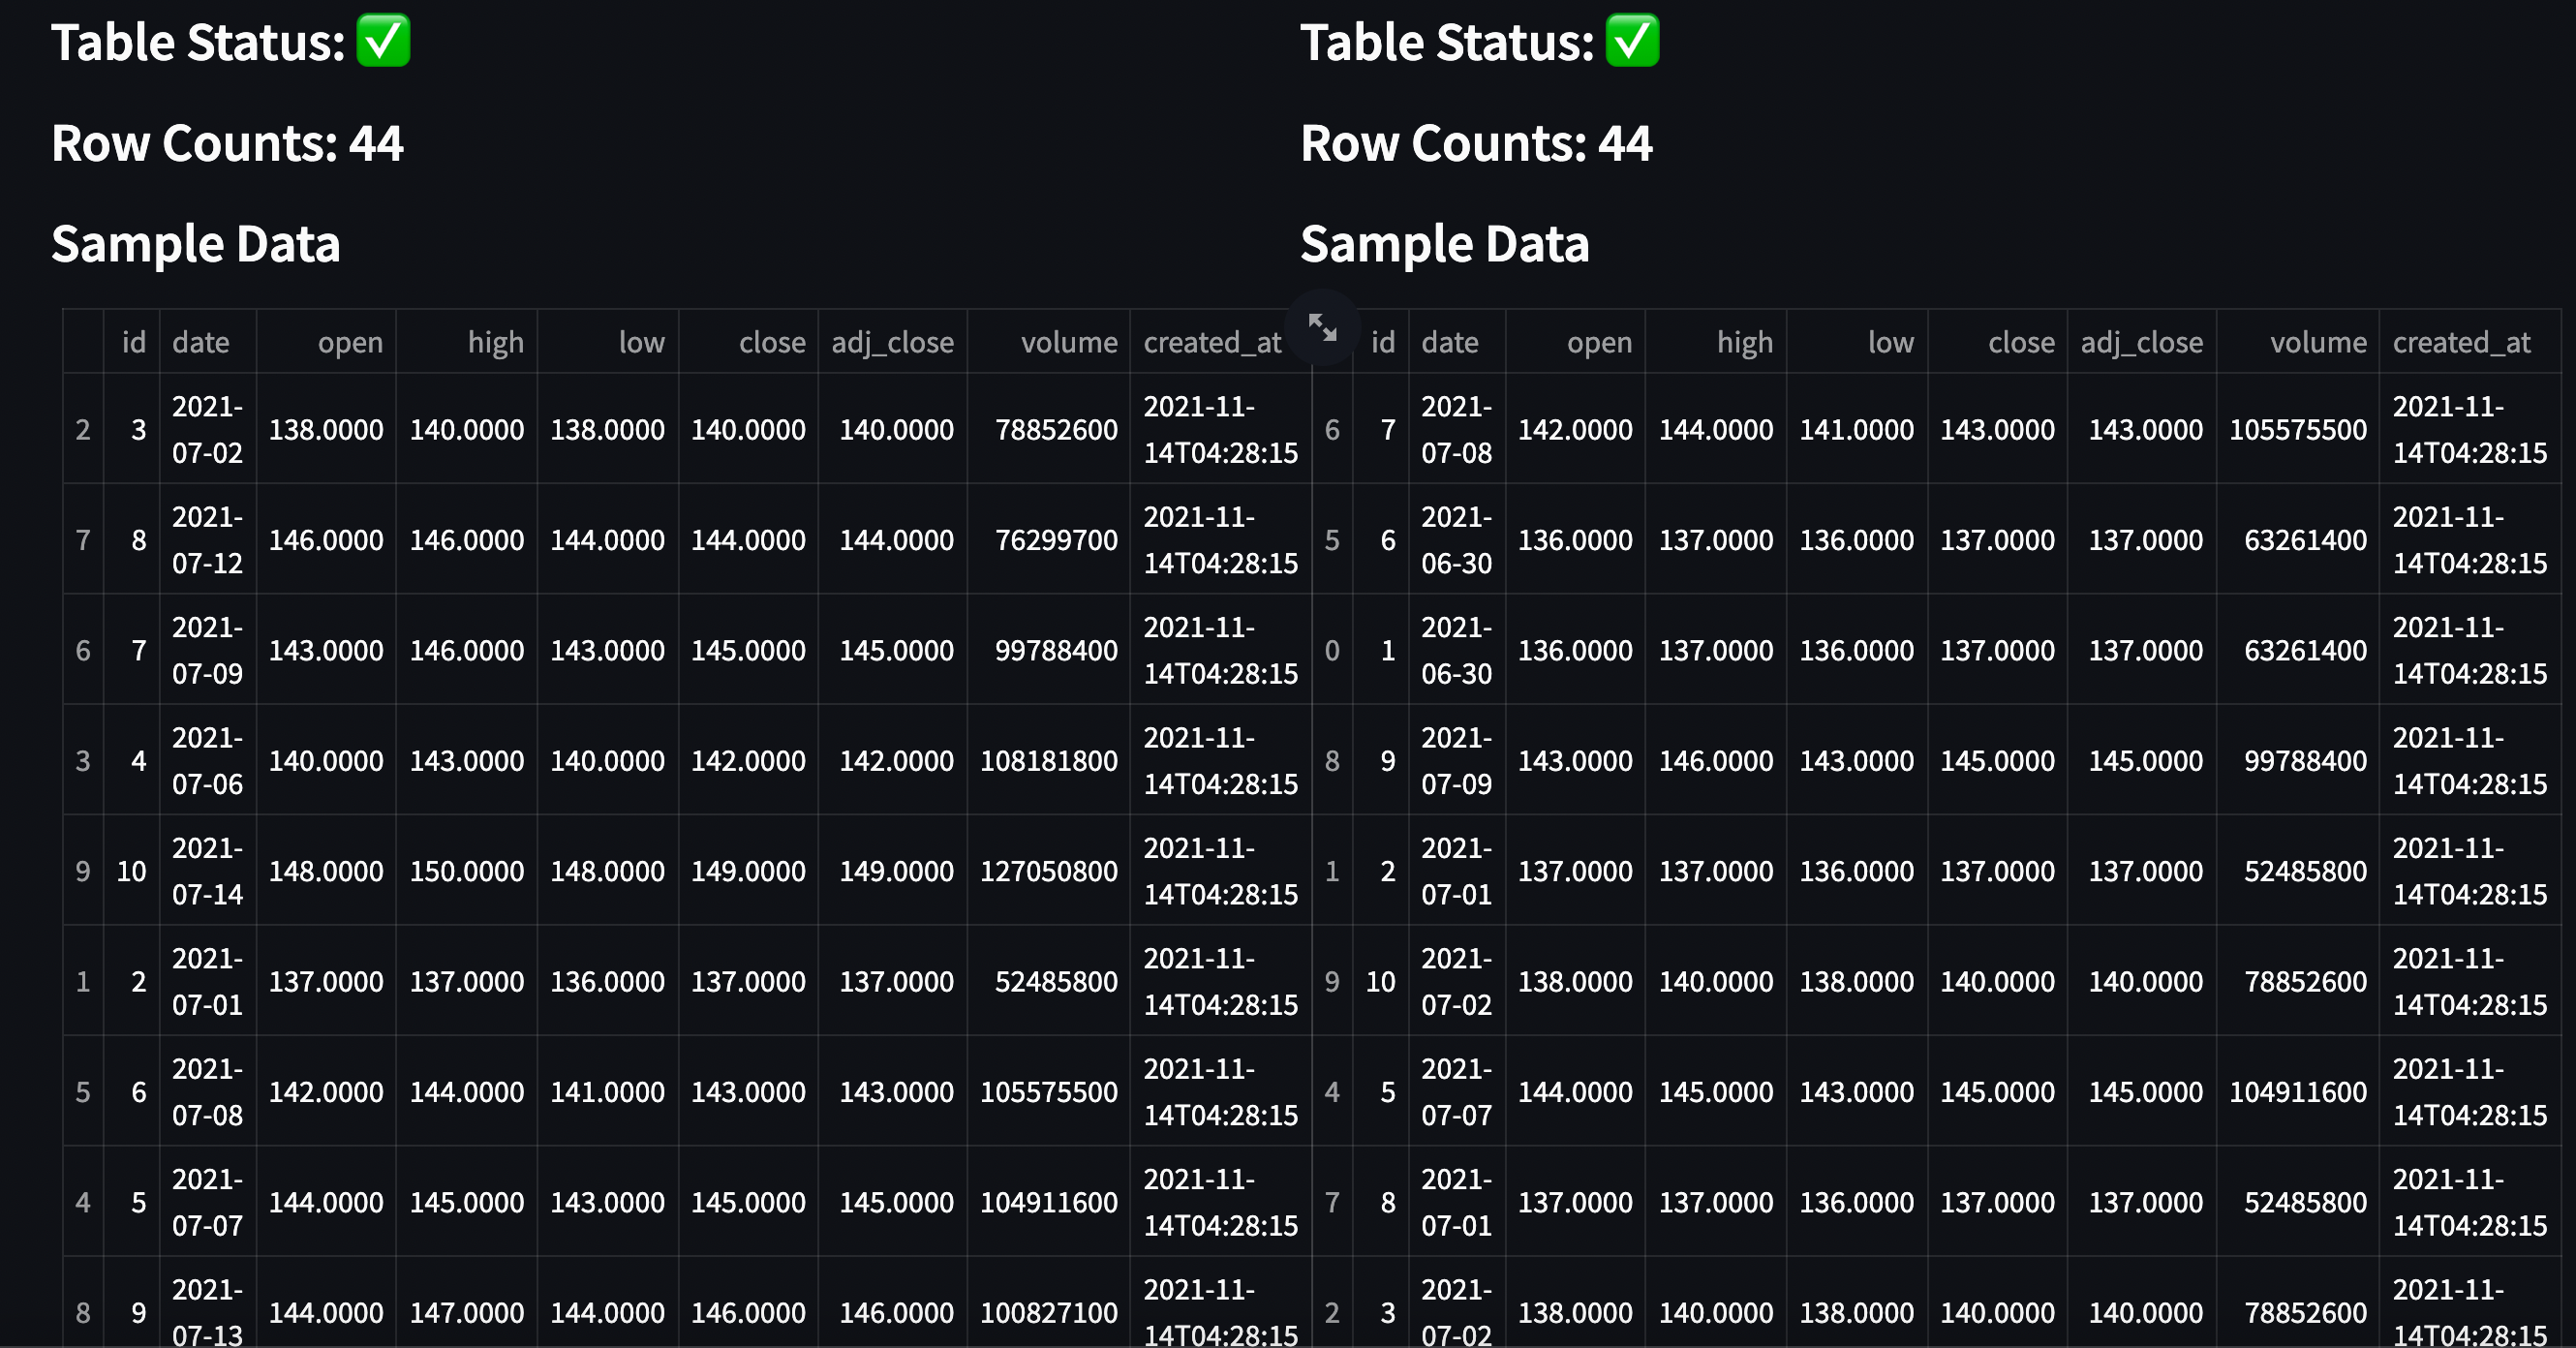 Table Status: ✅
Row Counts: 44
Sample Data
id date open high low close adj_close volume created_at
2 3 2021-07-02 138.0000 140.0000 138.0000 140.0000 140.0000 78852600 2021-11-14T04:28:15
7 8 2021-07-12 146.0000 146.0000 144.0000 144.0000 144.0000 76299700 2021-11-14T04:28:15
6 7 2021-07-09 143.0000 146.0000 143.0000 145.0000 145.0000 99788400 2021-11-14T04:28:15
3 4 2021-07-06 140.0000 143.0000 140.0000 142.0000 142.0000 108181800 2021-11-14T04:28:15
9 10 2021-07-14 148.0000 150.0000 148.0000 149.0000 149.0000 127050800 2021-11-14T04:28:15
1 2 2021-07-01 137.0000 137.0000 136.0000 137.0000 137.0000 52485800 2021-11-14T04:28:15
5 6 2021-07-08 142.0000 144.0000 141.0000 143.0000 143.0000 105575500 2021-11-14T04:28:15
4 5 2021-07-07 144.0000 145.0000 143.0000 145.0000 145.0000 104911600 2021-11-14T04:28:15
8 9 2021-07-13 144.0000 147.0000 144.0000 146.0000 146.0000 100827100 2021-11-14T04:28:15
Table Status: ✅
Row Counts: 44
Sample Data
id date open high low close adj_close volume created_at
6 7 2021-07-08 142.0000 144.0000 141.0000 143.0000 143.0000 105575500 2021-11-14T04:28:15
5 6 2021-06-30 136.0000 137.0000 136.0000 137.0000 137.0000 63261400 2021-11-14T04:28:15
0 1 2021-06-30 136.0000 137.0000 136.0000 137.0000 137.0000 63261400 2021-11-14T04:28:15
8 9 2021-07-09 143.0000 146.0000 143.0000 145.0000 145.0000 99788400 2021-11-14T04:28:15
1 2 2021-07-01 137.0000 137.0000 136.0000 137.0000 137.0000 52485800 2021-11-14T04:28:15
9 10 2021-07-02 138.0000 140.0000 138.0000 140.0000 140.0000 78852600 2021-11-14T04:28:15
4 5 2021-07-07 144.0000 145.0000 143.0000 145.0000 145.0000 104911600 2021-11-14T04:28:15
7 8 2021-07-01 137.0000 137.0000 136.0000 137.0000 137.0000 52485800 2021-11-14T04:28:15
2 3 2021-07-02 138.0000 140.0000 138.0000 140.0000 140.0000 78852600 2021-11-14T04:28:15